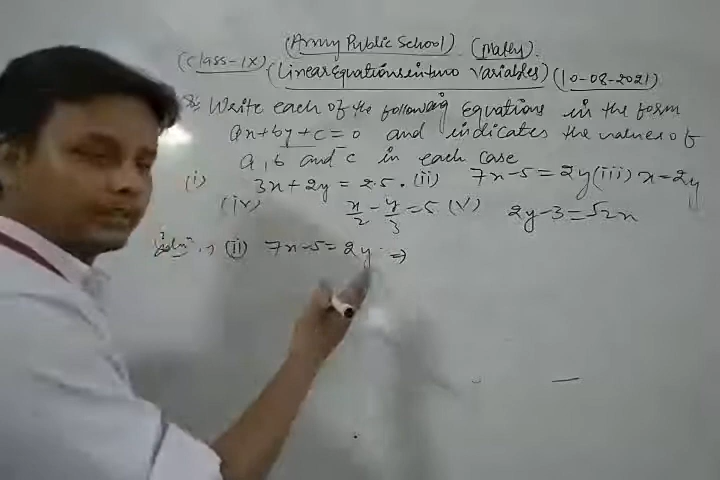 (Army Public School) (Maths).
(Class-IX) (Linear Equations in two Variables) (10-08-2021)
Write each of the following Equations in the form
ax+by+c=0 and indicates the values of
a, b and c in each case
(i) 3x+2y=2.5. (ii) 7x-5=2y (iii) x=2y
(iv) x/2 - y/3 = 5 (v) 2y-3=√2x
Soln:→ (ii) 7x-5=2y ⇒